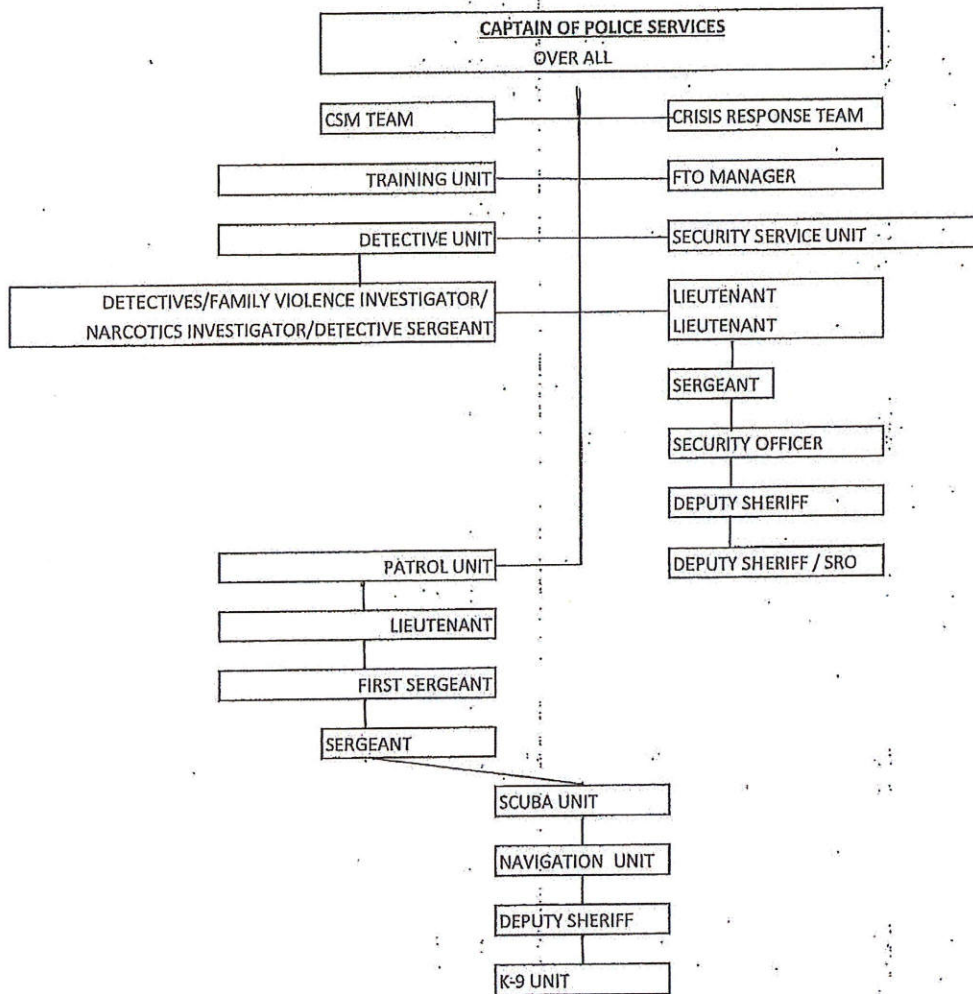 CAPTAIN OF POLICE SERVICES
OVER ALL
CSM TEAM
CRISIS RESPONSE TEAM
TRAINING UNIT
FTO MANAGER
DETECTIVE UNIT
SECURITY SERVICE UNIT
DETECTIVES/FAMILY VIOLENCE INVESTIGATOR/
NARCOTICS INVESTIGATOR/DETECTIVE SERGEANT
LIEUTENANT
LIEUTENANT
SERGEANT
SECURITY OFFICER
DEPUTY SHERIFF
DEPUTY SHERIFF / SRO
PATROL UNIT
LIEUTENANT
FIRST SERGEANT
SERGEANT
SCUBA UNIT
NAVIGATION UNIT
DEPUTY SHERIFF
K-9 UNIT